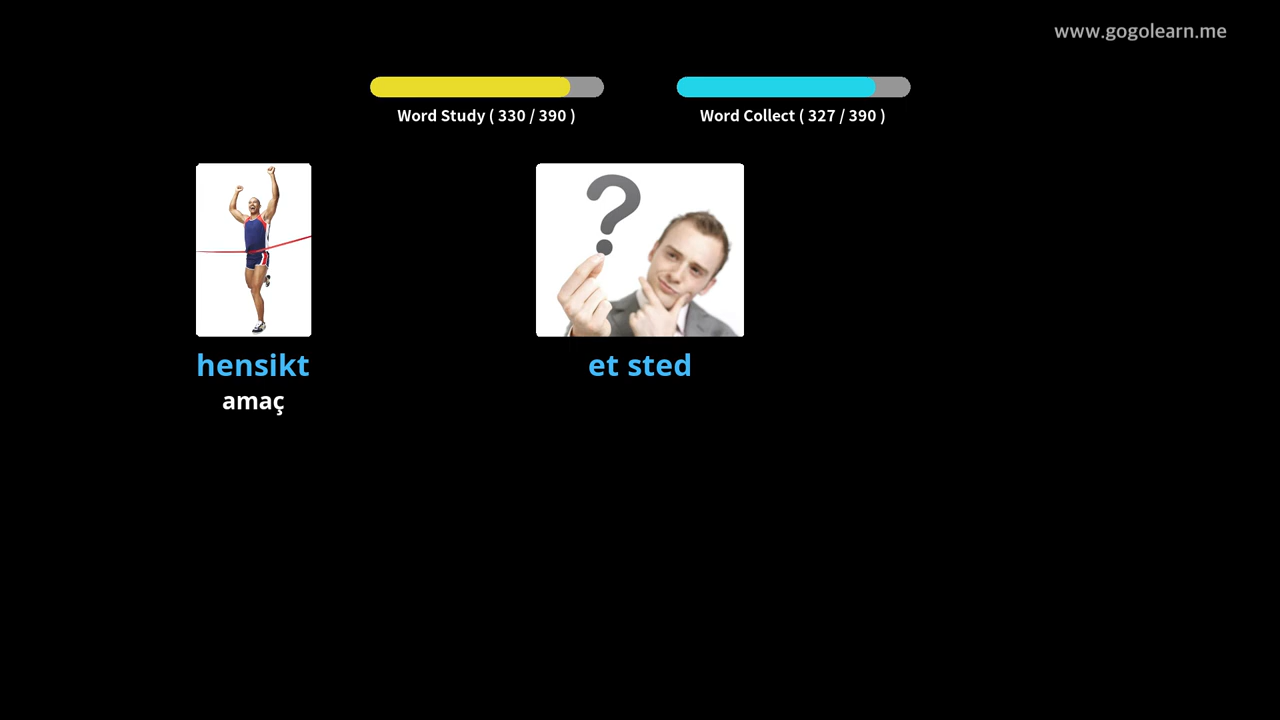 www.gogolearn.me
Word Study ( 330 / 390 )
Word Collect ( 327 / 390 )
hensikt
amaç
et sted